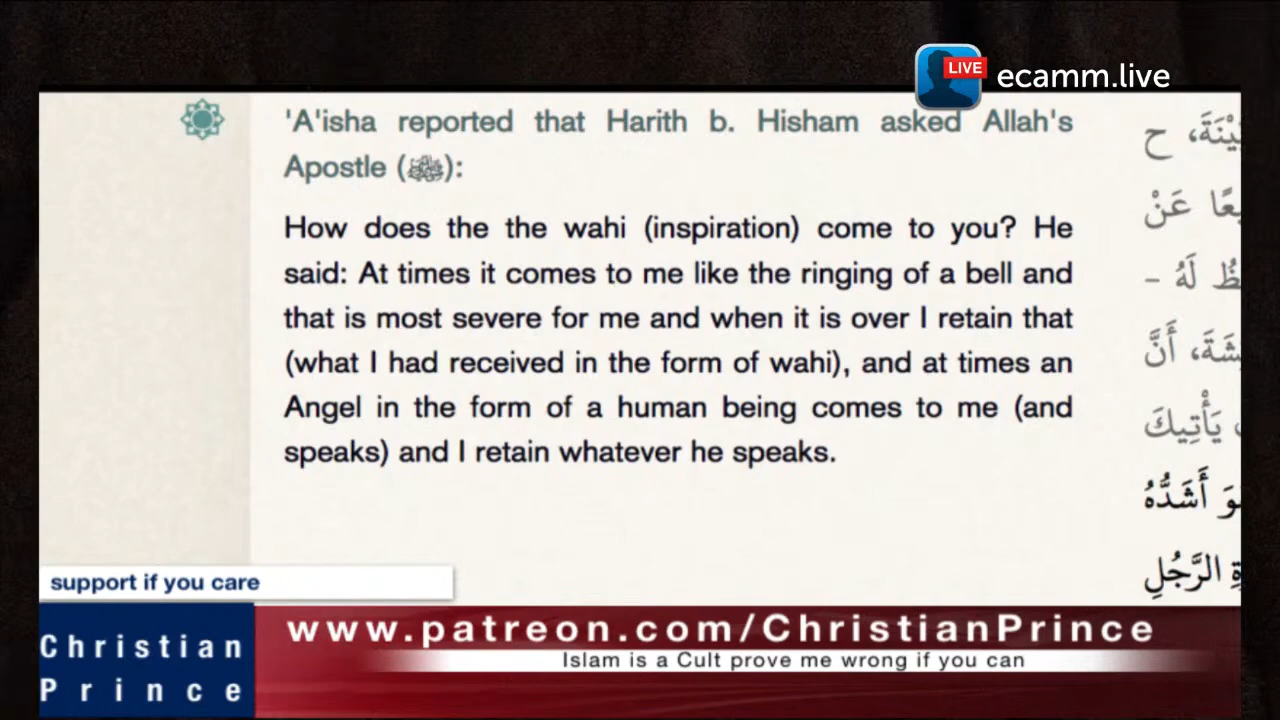 LIVE
ecamm.live
'A'isha reported that Harith b. Hisham asked Allah's
Apostle (ﷺ):
How does the the wahi (inspiration) come to you? He
said: At times it comes to me like the ringing of a bell and
that is most severe for me and when it is over I retain that
(what I had received in the form of wahi), and at times an
Angel in the form of a human being comes to me (and
speaks) and I retain whatever he speaks.
ح
عَنْ
لَهُ -
أَنَّ
يَأْتِيكَ
أَشَدُّهُ
الرَّجُلِ
support if you care
Christian
Prince
www.patreon.com/ChristianPrince
Islam is a Cult prove me wrong if you can